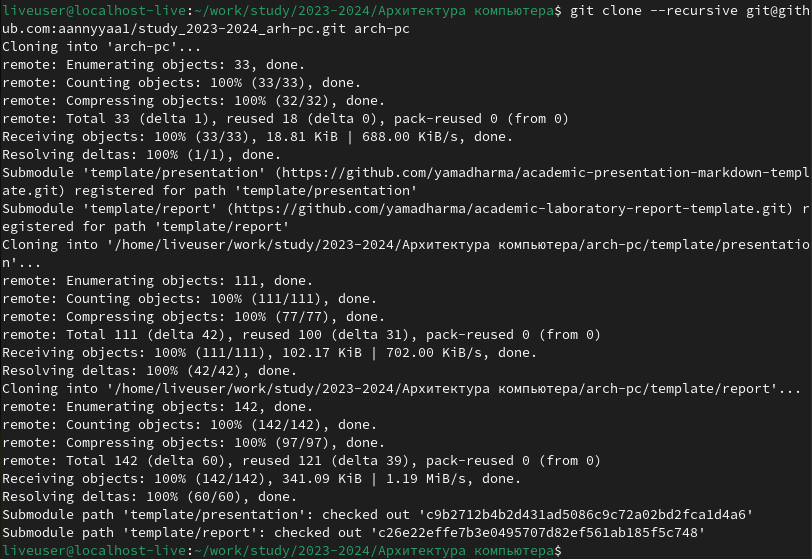 liveuser@localhost-live:~/work/study/2023-2024/Архитектура компьютера$ git clone --recursive git@gith
ub.com:aannyyaa1/study_2023-2024_arh-pc.git arch-pc
Cloning into 'arch-pc'...
remote: Enumerating objects: 33, done.
remote: Counting objects: 100% (33/33), done.
remote: Compressing objects: 100% (32/32), done.
remote: Total 33 (delta 1), reused 18 (delta 0), pack-reused 0 (from 0)
Receiving objects: 100% (33/33), 18.81 KiB | 688.00 KiB/s, done.
Resolving deltas: 100% (1/1), done.
Submodule 'template/presentation' (https://github.com/yamadharma/academic-presentation-markdown-templ
ate.git) registered for path 'template/presentation'
Submodule 'template/report' (https://github.com/yamadharma/academic-laboratory-report-template.git) r
egistered for path 'template/report'
Cloning into '/home/liveuser/work/study/2023-2024/Архитектура компьютера/arch-pc/template/presentatio
n'...
remote: Enumerating objects: 111, done.
remote: Counting objects: 100% (111/111), done.
remote: Compressing objects: 100% (77/77), done.
remote: Total 111 (delta 42), reused 100 (delta 31), pack-reused 0 (from 0)
Receiving objects: 100% (111/111), 102.17 KiB | 702.00 KiB/s, done.
Resolving deltas: 100% (42/42), done.
Cloning into '/home/liveuser/work/study/2023-2024/Архитектура компьютера/arch-pc/template/report'...
remote: Enumerating objects: 142, done.
remote: Counting objects: 100% (142/142), done.
remote: Compressing objects: 100% (97/97), done.
remote: Total 142 (delta 60), reused 121 (delta 39), pack-reused 0 (from 0)
Receiving objects: 100% (142/142), 341.09 KiB | 1.19 MiB/s, done.
Resolving deltas: 100% (60/60), done.
Submodule path 'template/presentation': checked out 'c9b2712b4b2d431ad5086c9c72a02bd2fca1d4a6'
Submodule path 'template/report': checked out 'c26e22effe7b3e0495707d82ef561ab185f5c748'
liveuser@localhost-live:~/work/study/2023-2024/Архитектура компьютера$